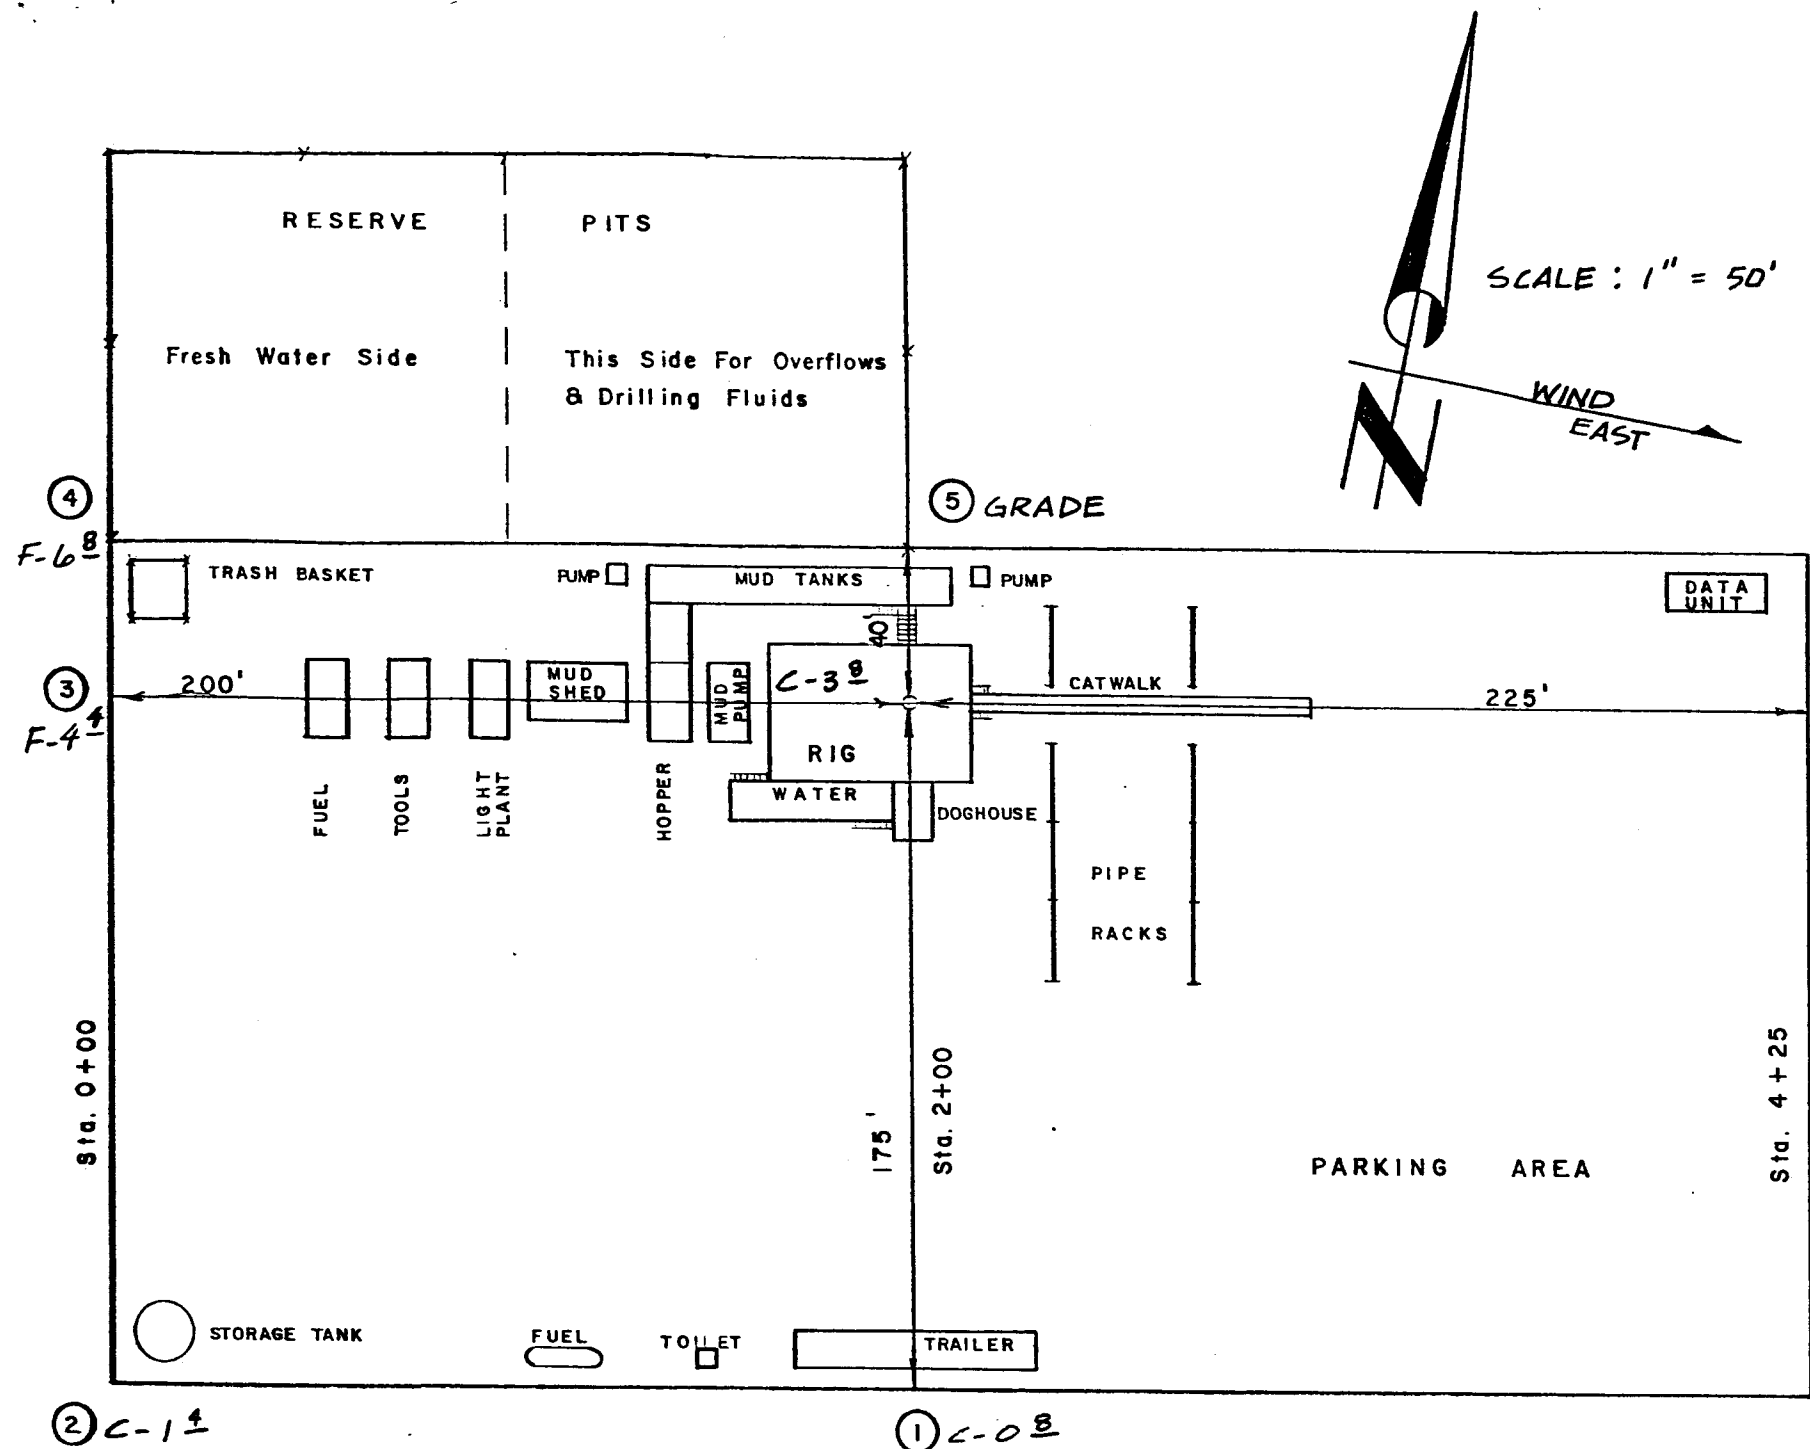 SCALE : 1" = 50'
RESERVE PITS
Fresh Water Side
This Side For Overflows
& Drilling Fluids
WIND
EAST
N
4
F-6 8
5 GRADE
TRASH BASKET
PUMP
MUD TANKS
PUMP
DATA
UNIT
40'
3
F-4 4
200'
MUD
SHED
MUD
PUMP
C-3 8
RIG
CATWALK
225'
FUEL
TOOLS
LIGHT
PLANT
HOPPER
WATER
DOGHOUSE
PIPE
RACKS
Sta. 0+00
175'
Sta. 2+00
Sta. 4+25
PARKING AREA
STORAGE TANK
FUEL
TOILET
TRAILER
2 C-1 4
1 C-0 8